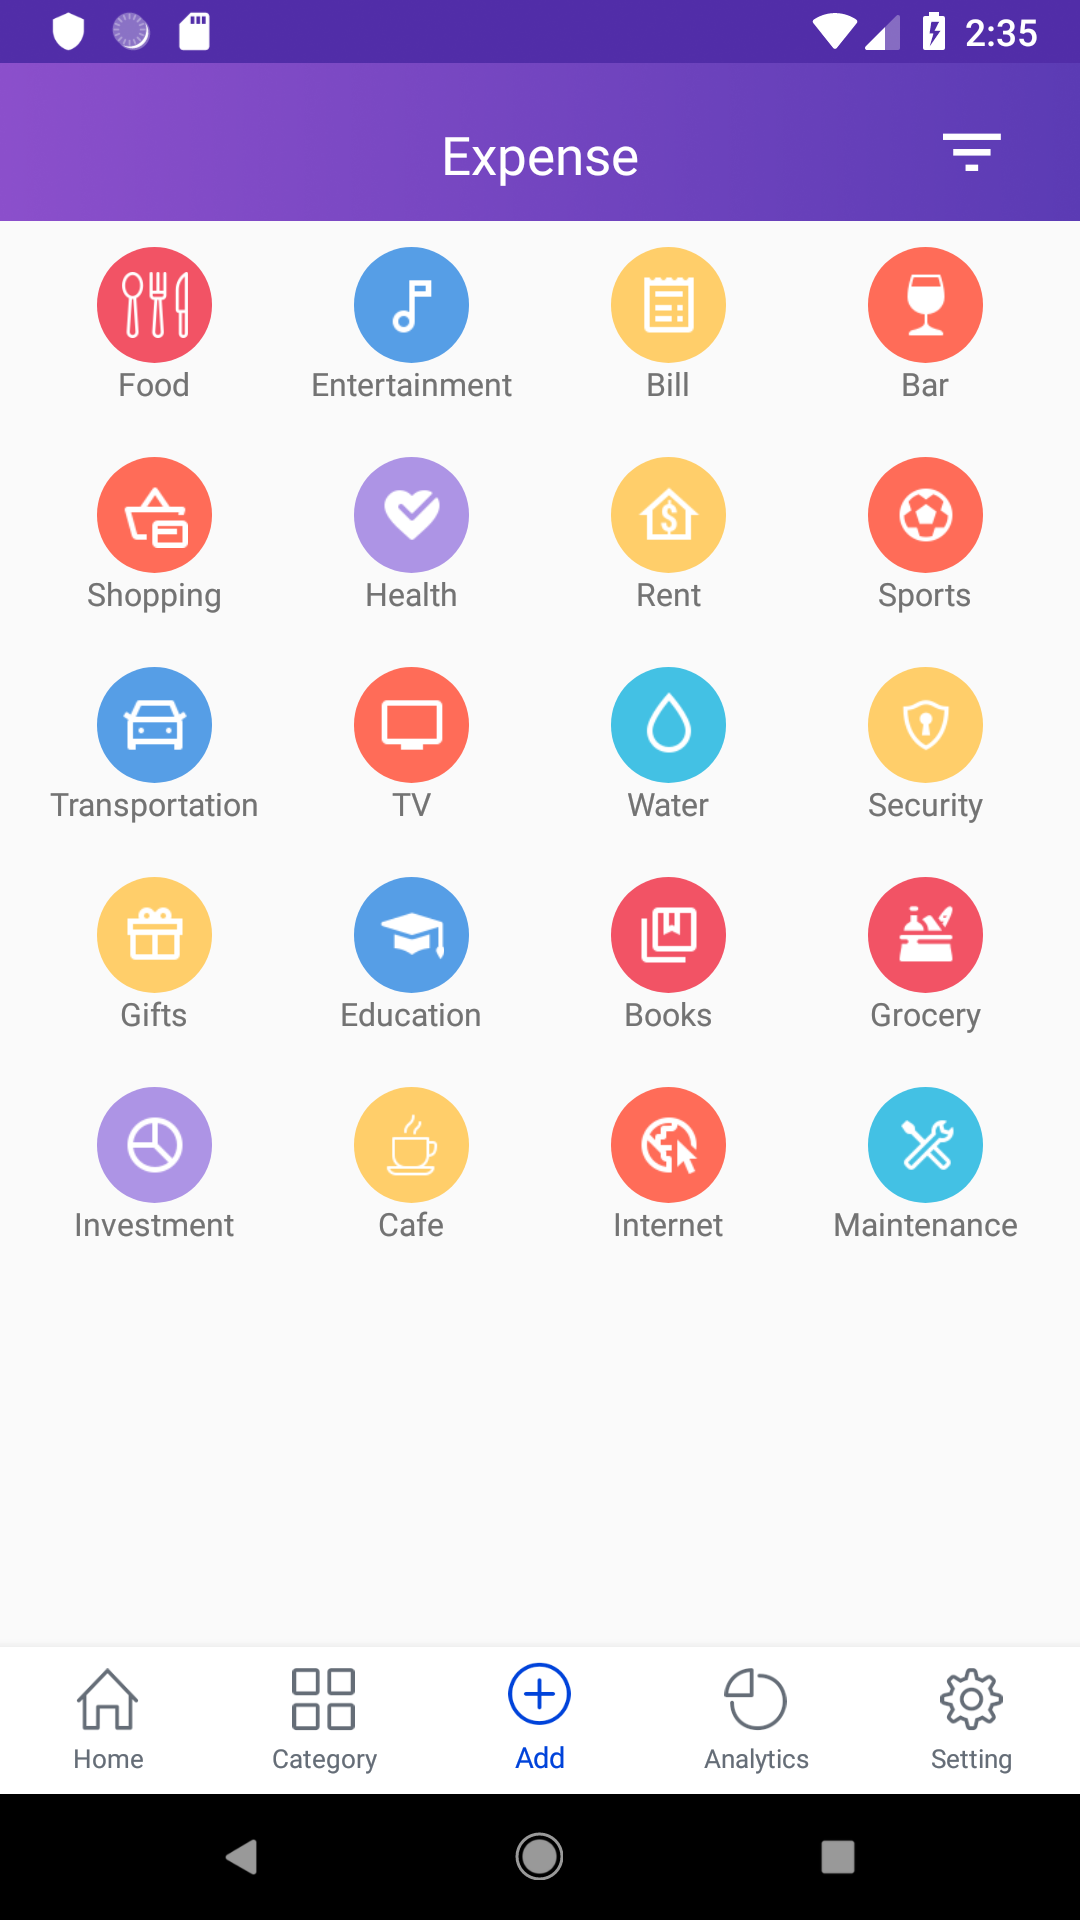 2:35
Expense
Food Entertainment Bill Bar
Shopping Health Rent Sports
Transportation TV Water Security
Gifts Education Books Grocery
Investment Cafe Internet Maintenance
Home Category Add Analytics Setting